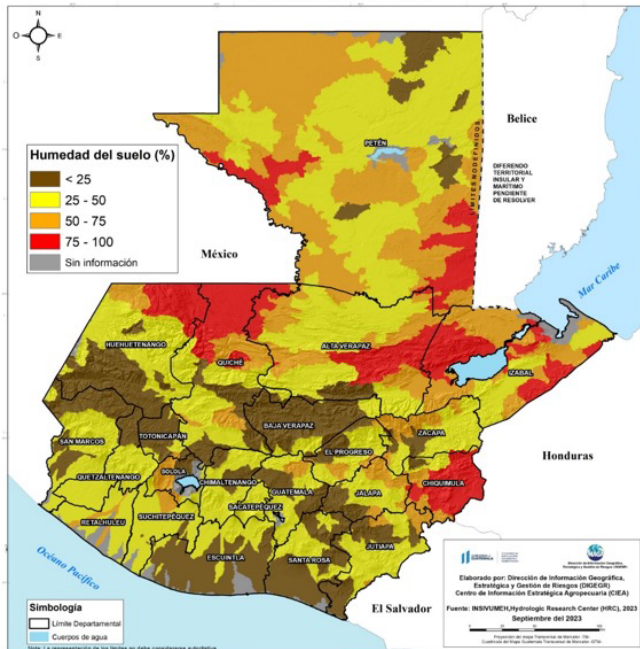 N
O
E
S
Belice
LÍMITES NO DEFINIDOS
DIFERENDO
TERRITORIAL
INSULAR Y
MARÍTIMO
PENDIENTE
DE RESOLVER
Humedad del suelo (%)
< 25
25 - 50
50 - 75
75 - 100
Sin información
México
Mar Caribe
PETÉN
HUEHUETENANGO
QUICHÉ
ALTA VERAPAZ
IZABAL
SAN MARCOS
TOTONICAPÁN
BAJA VERAPAZ
ZACAPA
EL PROGRESO
Honduras
QUETZALTENANGO
SOLOLÁ
CHIMALTENANGO
GUATEMALA
JALAPA
CHIQUIMULA
RETALHULEU
SUCHITEPÉQUEZ
SACATEPÉQUEZ
ESCUINTLA
SANTA ROSA
JUTIAPA
Océano Pacífico
El Salvador
Simbología
Límite Departamental
Cuerpos de agua
Elaborado por: Dirección de Información Geográfica,
Estratégica y Gestión de Riesgos (DIGEGR)
Centro de Información Estratégica Agropecuaria (CIEA)
Fuente: INSIVUMEH,Hydrologic Research Center (HRC), 2023
Septiembre del 2023